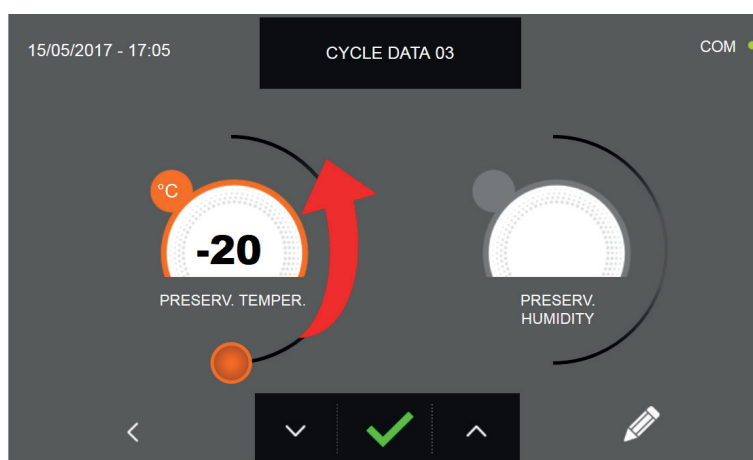 15/05/2017 - 17:05
CYCLE DATA 03
COM
°C
-20
PRESERV. TEMPER.
PRESERV.
HUMIDITY